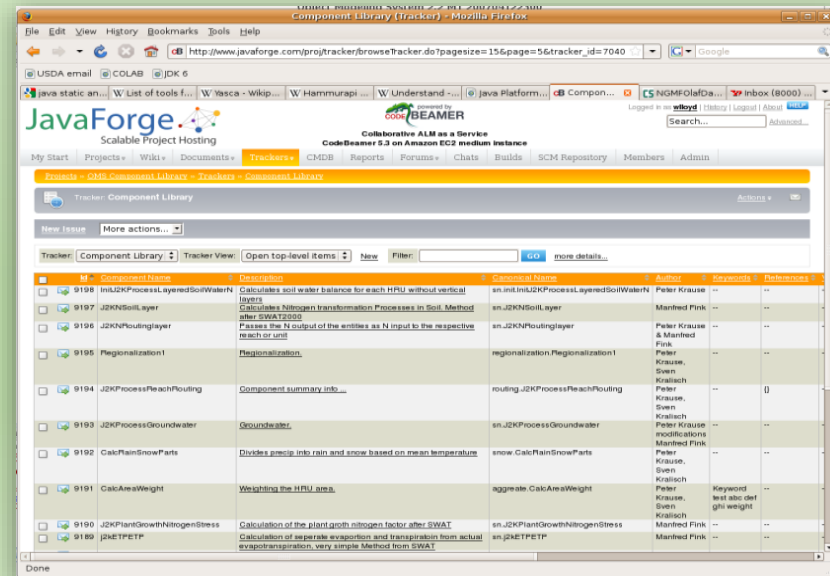 Component Library (Tracker) - Mozilla Firefox
File Edit View History Bookmarks Tools Help
http://www.javaforge.com/proj/tracker/browseTracker.do?pagesize=15&page=5&tracker_id=7040
Google
USDA email COLAB JDK 6
java static an... List of tools f... Yasca - Wikip... Hammurapi ... Understand -... Java Platform... Compon... NGMFOlafDa... Inbox (8000) ...
JavaForge
Scalable Project Hosting
powered by
CODE BEAMER
Collaborative ALM as a Service
CodeBeamer 5.3 on Amazon EC2 medium instance
Logged in as wlloyd | History | Logout | About HELP
Search... Advanced...
My Start Projects Wiki Documents Trackers CMDB Reports Forums Chats Builds SCM Repository Members Admin
Projects - OMS Component Library - Trackers - Component Library
Tracker: Component Library
Actions
New Issue More actions...
Tracker: Component Library Tracker View: Open top-level items New Filter: GO more details...
Id Component Name Description Canonical Name Author Keywords References
9198 InitJ2KProcessLayeredSoilWaterN Calculates soil water balance for each HRU without vertical layers sn.init.InitJ2KProcessLayeredSoilWaterN Peter Krause -- --
9197 J2KNSoilLayer Calculates Nitrogen transformation Processes in Soil. Method after SWAT2000 sn.J2KNSoilLayer Manfred Fink -- --
9196 J2KNRoutinglayer Passes the N output of the entities as N input to the respective reach or unit sn.J2KNRoutinglayer Peter Krause & Manfred Fink -- --
9195 Regionalization1 Regionalization. regionalization.Regionalization1 Peter Krause, Sven Kralisch -- --
9194 J2KProcessReachRouting Component summary info ... routing.J2KProcessReachRouting Peter Krause, Sven Kralisch -- {}
9193 J2KProcessGroundwater Groundwater. sn.J2KProcessGroundwater Peter Krause modifications Manfred Fink -- --
9192 CalcRainSnowParts Divides precip into rain and snow based on mean temperature snow.CalcRainSnowParts Peter Krause, Sven Kralisch -- --
9191 CalcAreaWeight Weighting the HRU area. aggreate.CalcAreaWeight Peter Krause, Sven Kralisch Keyword test abc def ghi weight --
9190 J2KPlantGrowthNitrogenStress Calculation of the plant groth nitrogen factor after SWAT sn.J2KPlantGrowthNitrogenStress Manfred Fink -- --
9189 j2kETPETP Calculation of seperate evaportion and transpiratoin from actual evapotranspiration, very simple Method from SWAT sn.j2kETPETP Manfred Fink -- --
Done